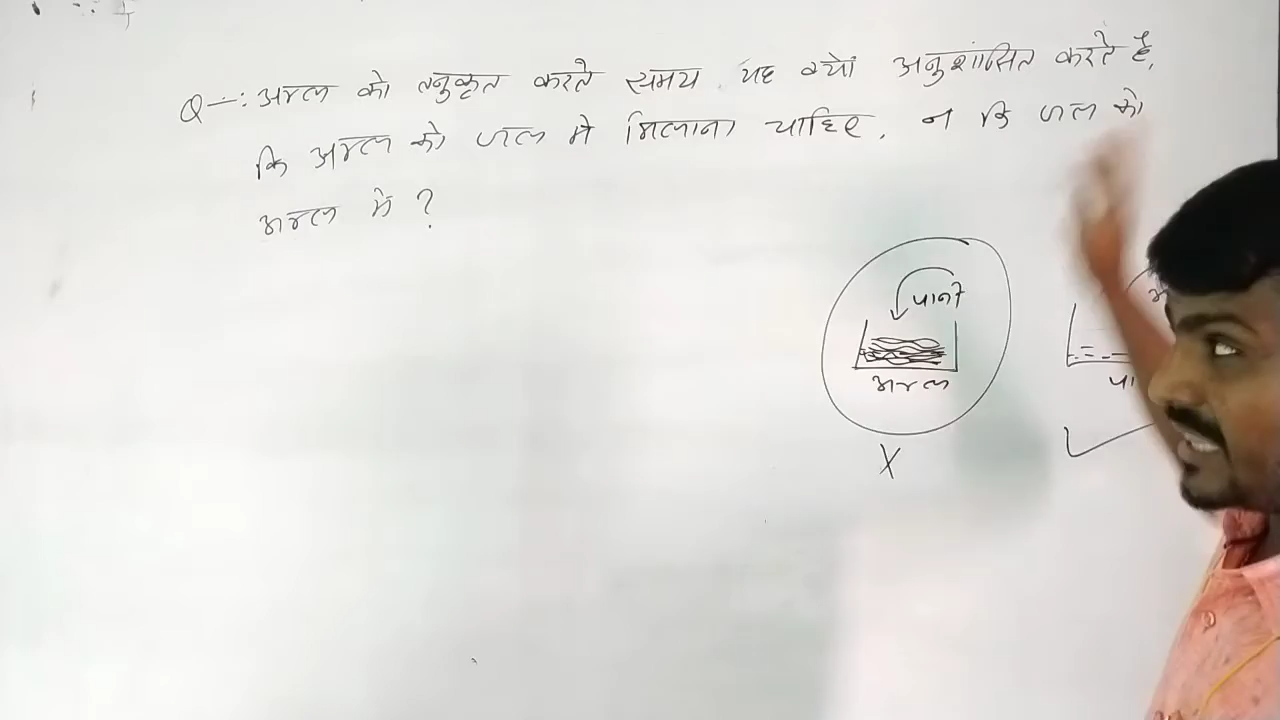 Q→: अम्ल को तनुकृत करते समय यह क्यों अनुशंसित करते है,
कि अम्ल को जल मे मिलाना चाहिए, न कि जल को
अम्ल में ?
पानी
अम्ल
X